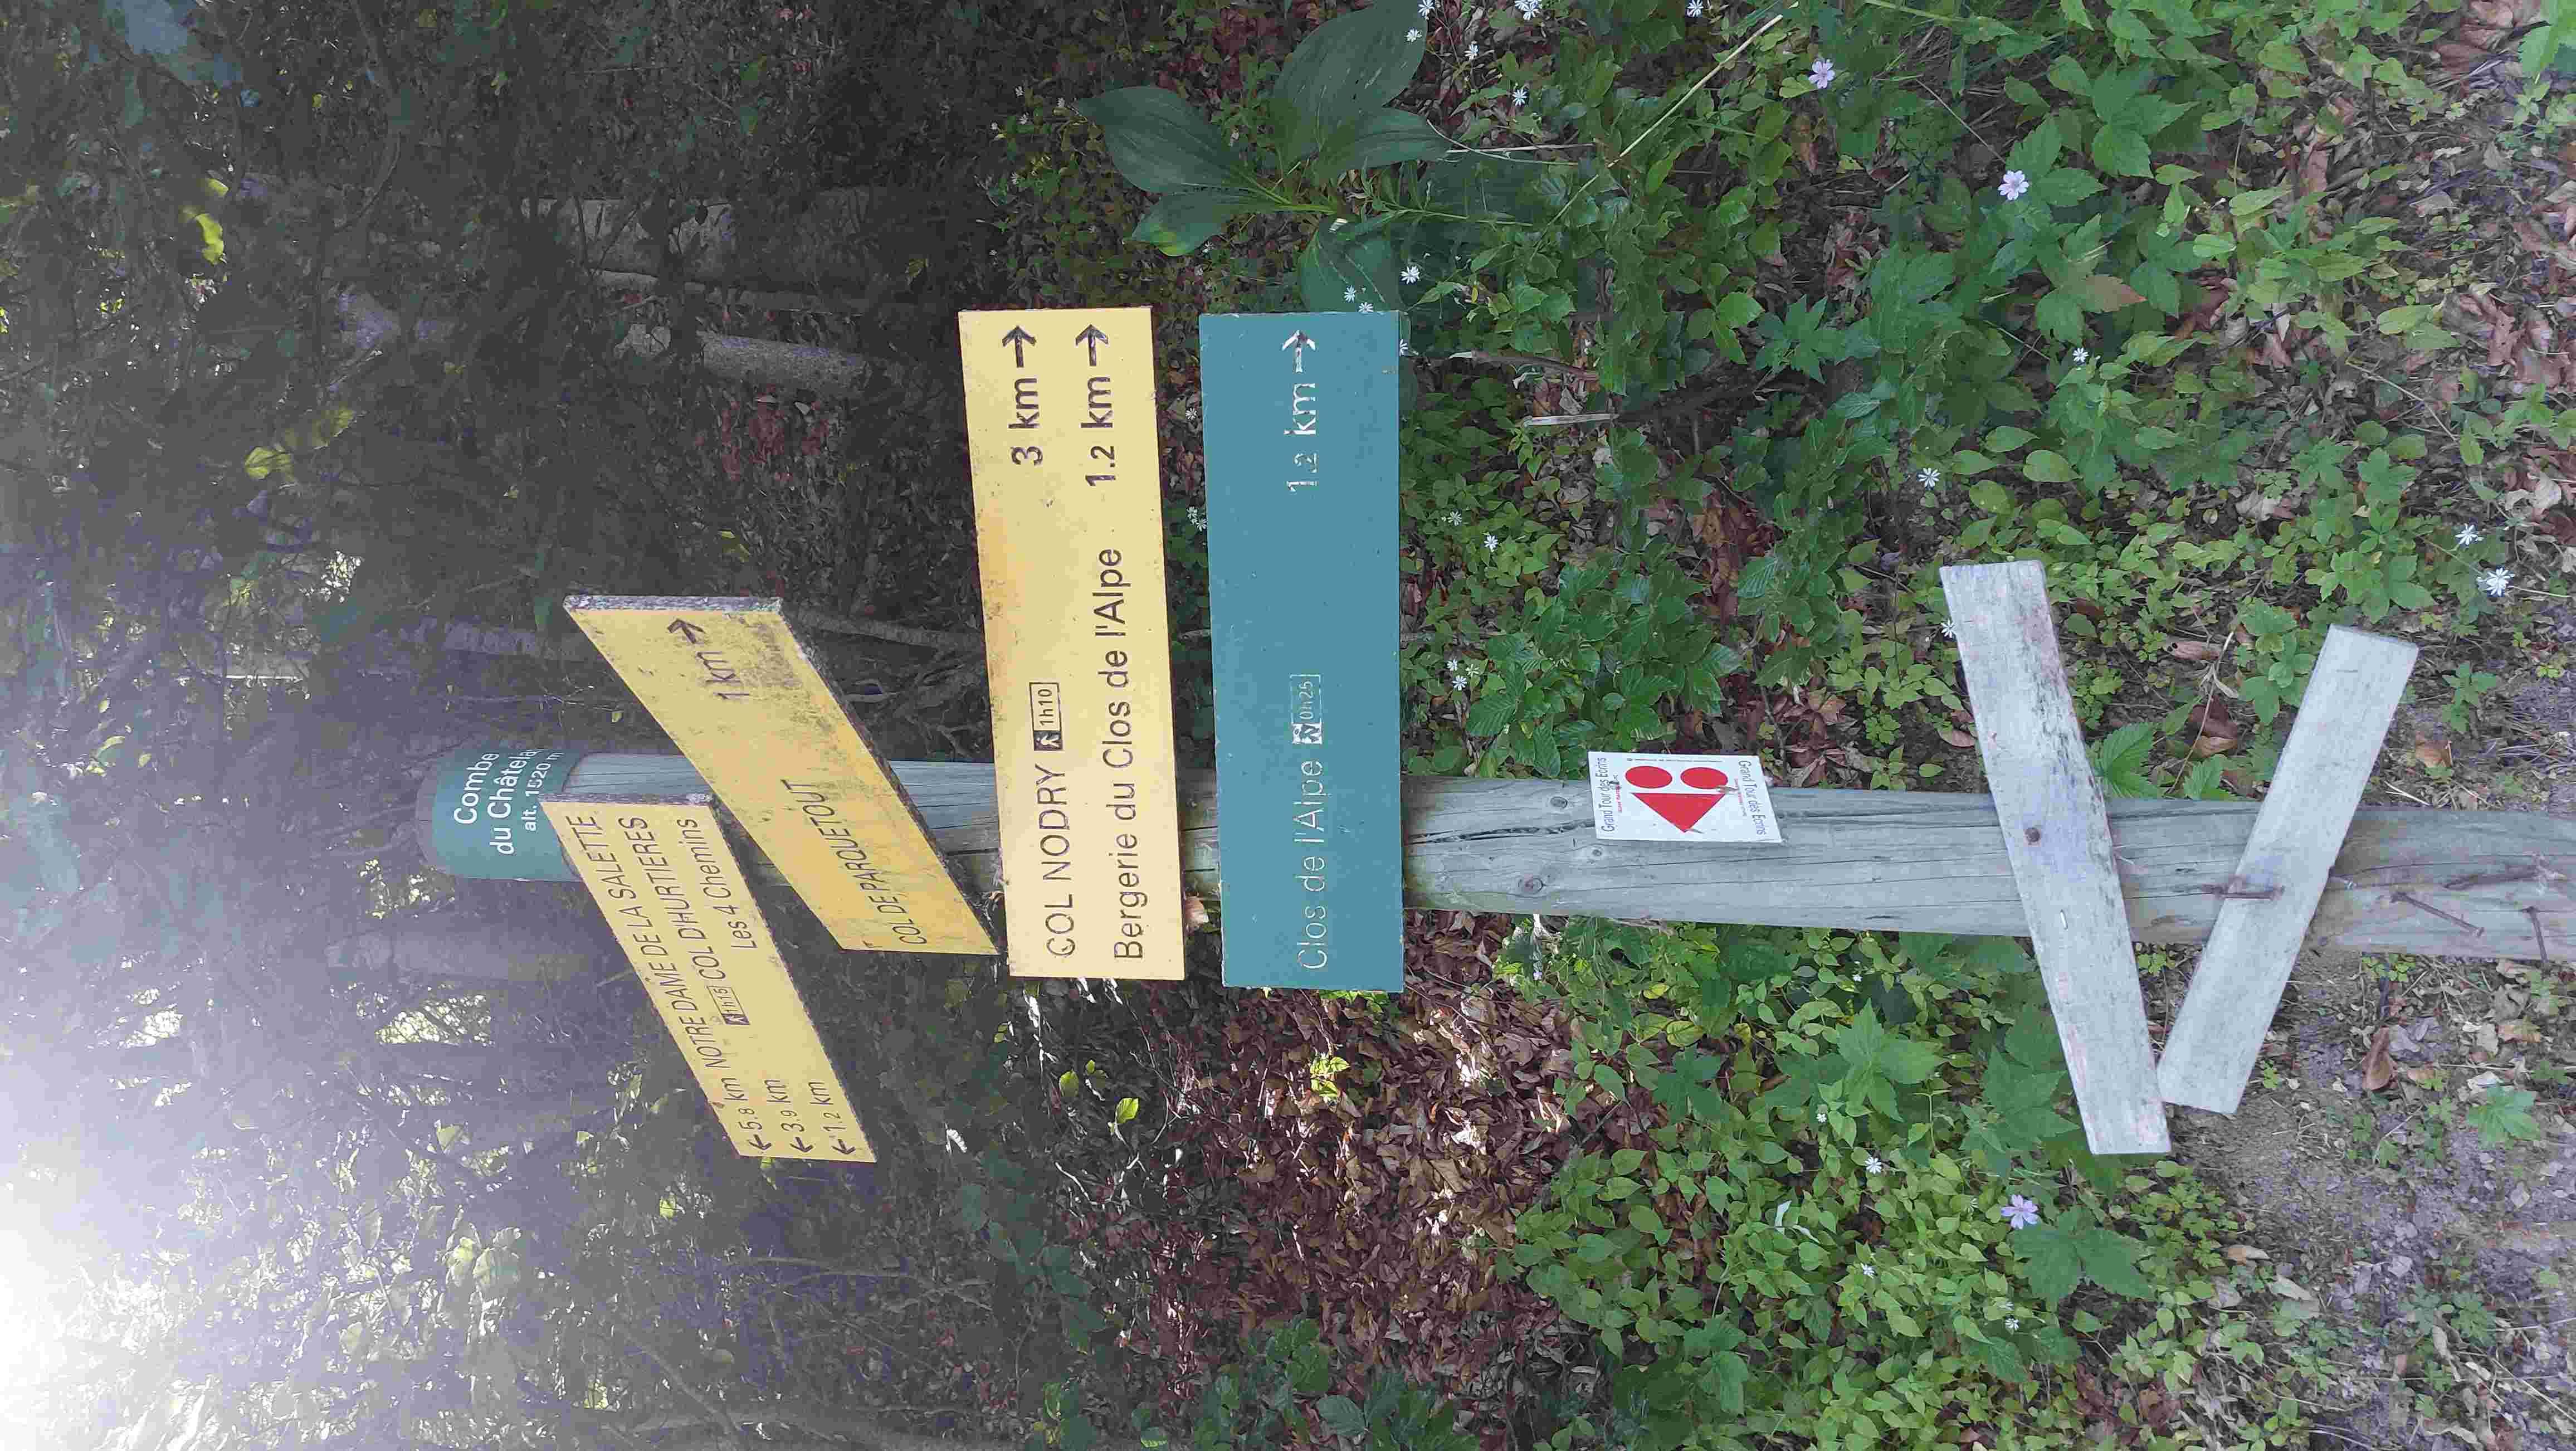 Combe
du Châtela
alt. 1520 m
← 5.8 km NOTRE DAME DE LA SALETTE
← 3.9 km 1h15 COL D'HURTIERES
← 1.2 km Les 4 Chemins
COL DE PARQUETOUT 1 km →
COL NODRY 1h10 3 km →
Bergerie du Clos de l'Alpe 1.2 km →
Clos de l'Alpe 0h25 1.2 km →
Grand Tour des Ecrins
Grand Tour des Ecrins